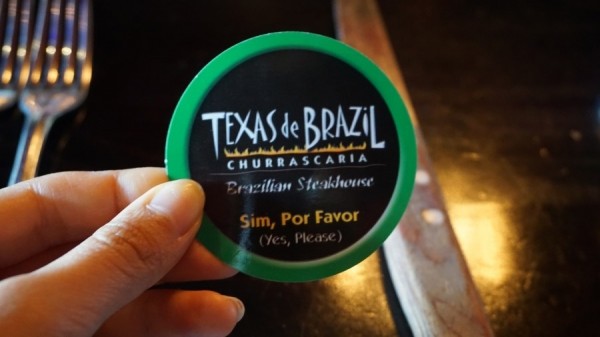 TEXAS de BRAZIL
CHURRASCARIA
Brazilian Steakhouse
Sim, Por Favor
(Yes, Please)